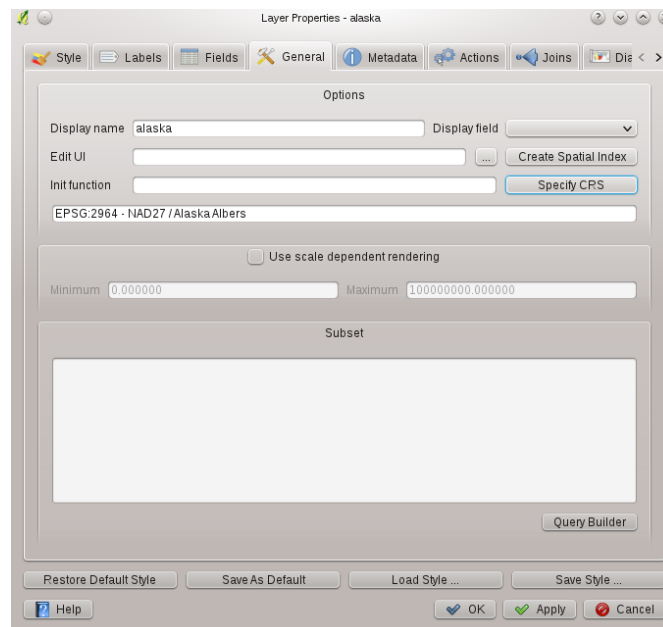 Layer Properties - alaska
Style Labels Fields General Metadata Actions Joins Dia
Options
Display name alaska Display field
Edit UI ... Create Spatial Index
Init function Specify CRS
EPSG:2964 - NAD27 / Alaska Albers
Use scale dependent rendering
Minimum 0.000000 Maximum 100000000.000000
Subset
Query Builder
Restore Default Style Save As Default Load Style ... Save Style ...
Help OK Apply Cancel